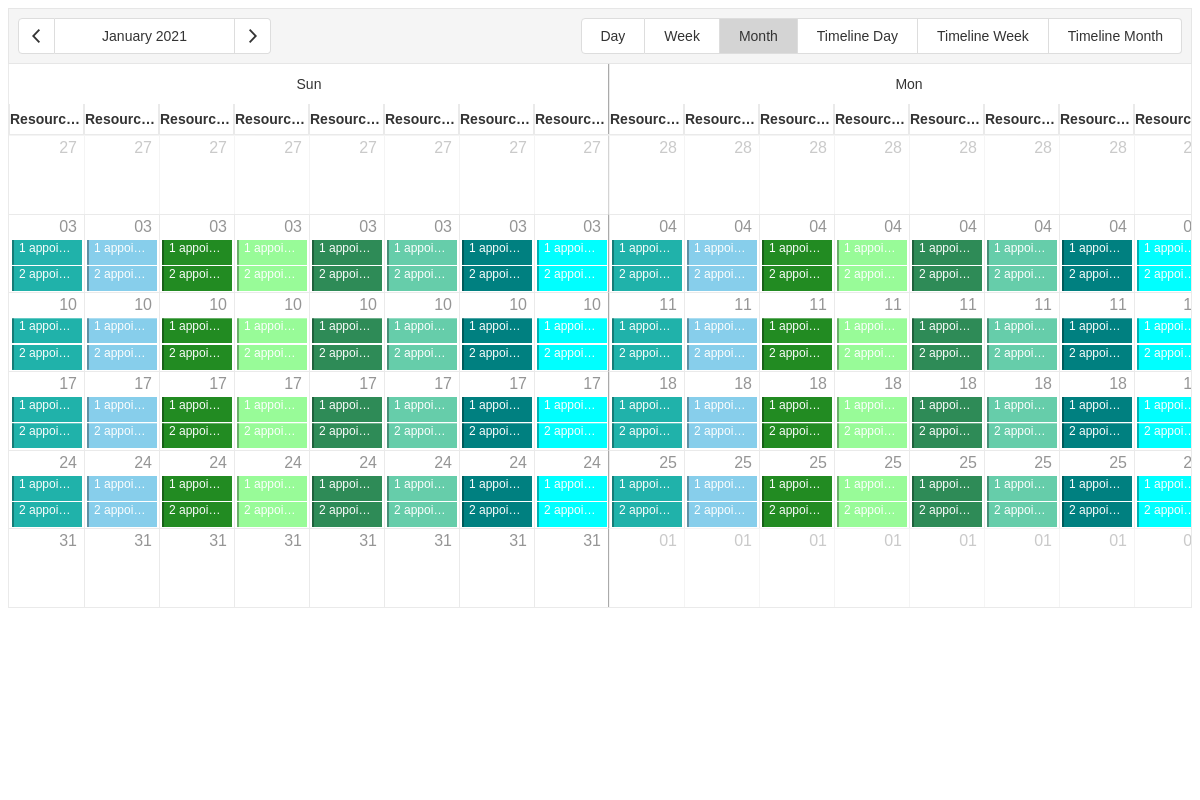 January 2021 Day Week Month Timeline Day Timeline Week Timeline Month
Sun Mon
Resourc… Resourc… Resourc… Resourc… Resourc… Resourc… Resourc… Resourc… Resourc… Resourc… Resourc… Resourc… Resourc… Resourc… Resourc… Resourc
27 27 27 27 27 27 27 27 28 28 28 28 28 28 28 2
03 03 03 03 03 03 03 03 04 04 04 04 04 04 04 0
1 appoi… 1 appoi… 1 appoi… 1 appoi… 1 appoi… 1 appoi… 1 appoi… 1 appoi… 1 appoi… 1 appoi… 1 appoi… 1 appoi… 1 appoi… 1 appoi… 1 appoi… 1 appoi
2 appoi… 2 appoi… 2 appoi… 2 appoi… 2 appoi… 2 appoi… 2 appoi… 2 appoi… 2 appoi… 2 appoi… 2 appoi… 2 appoi… 2 appoi… 2 appoi… 2 appoi… 2 appoi
10 10 10 10 10 10 10 10 11 11 11 11 11 11 11 1
1 appoi… 1 appoi… 1 appoi… 1 appoi… 1 appoi… 1 appoi… 1 appoi… 1 appoi… 1 appoi… 1 appoi… 1 appoi… 1 appoi… 1 appoi… 1 appoi… 1 appoi… 1 appoi
2 appoi… 2 appoi… 2 appoi… 2 appoi… 2 appoi… 2 appoi… 2 appoi… 2 appoi… 2 appoi… 2 appoi… 2 appoi… 2 appoi… 2 appoi… 2 appoi… 2 appoi… 2 appoi
17 17 17 17 17 17 17 17 18 18 18 18 18 18 18 1
1 appoi… 1 appoi… 1 appoi… 1 appoi… 1 appoi… 1 appoi… 1 appoi… 1 appoi… 1 appoi… 1 appoi… 1 appoi… 1 appoi… 1 appoi… 1 appoi… 1 appoi… 1 appoi
2 appoi… 2 appoi… 2 appoi… 2 appoi… 2 appoi… 2 appoi… 2 appoi… 2 appoi… 2 appoi… 2 appoi… 2 appoi… 2 appoi… 2 appoi… 2 appoi… 2 appoi… 2 appoi
24 24 24 24 24 24 24 24 25 25 25 25 25 25 25 2
1 appoi… 1 appoi… 1 appoi… 1 appoi… 1 appoi… 1 appoi… 1 appoi… 1 appoi… 1 appoi… 1 appoi… 1 appoi… 1 appoi… 1 appoi… 1 appoi… 1 appoi… 1 appoi
2 appoi… 2 appoi… 2 appoi… 2 appoi… 2 appoi… 2 appoi… 2 appoi… 2 appoi… 2 appoi… 2 appoi… 2 appoi… 2 appoi… 2 appoi… 2 appoi… 2 appoi… 2 appoi
31 31 31 31 31 31 31 31 01 01 01 01 01 01 01 0